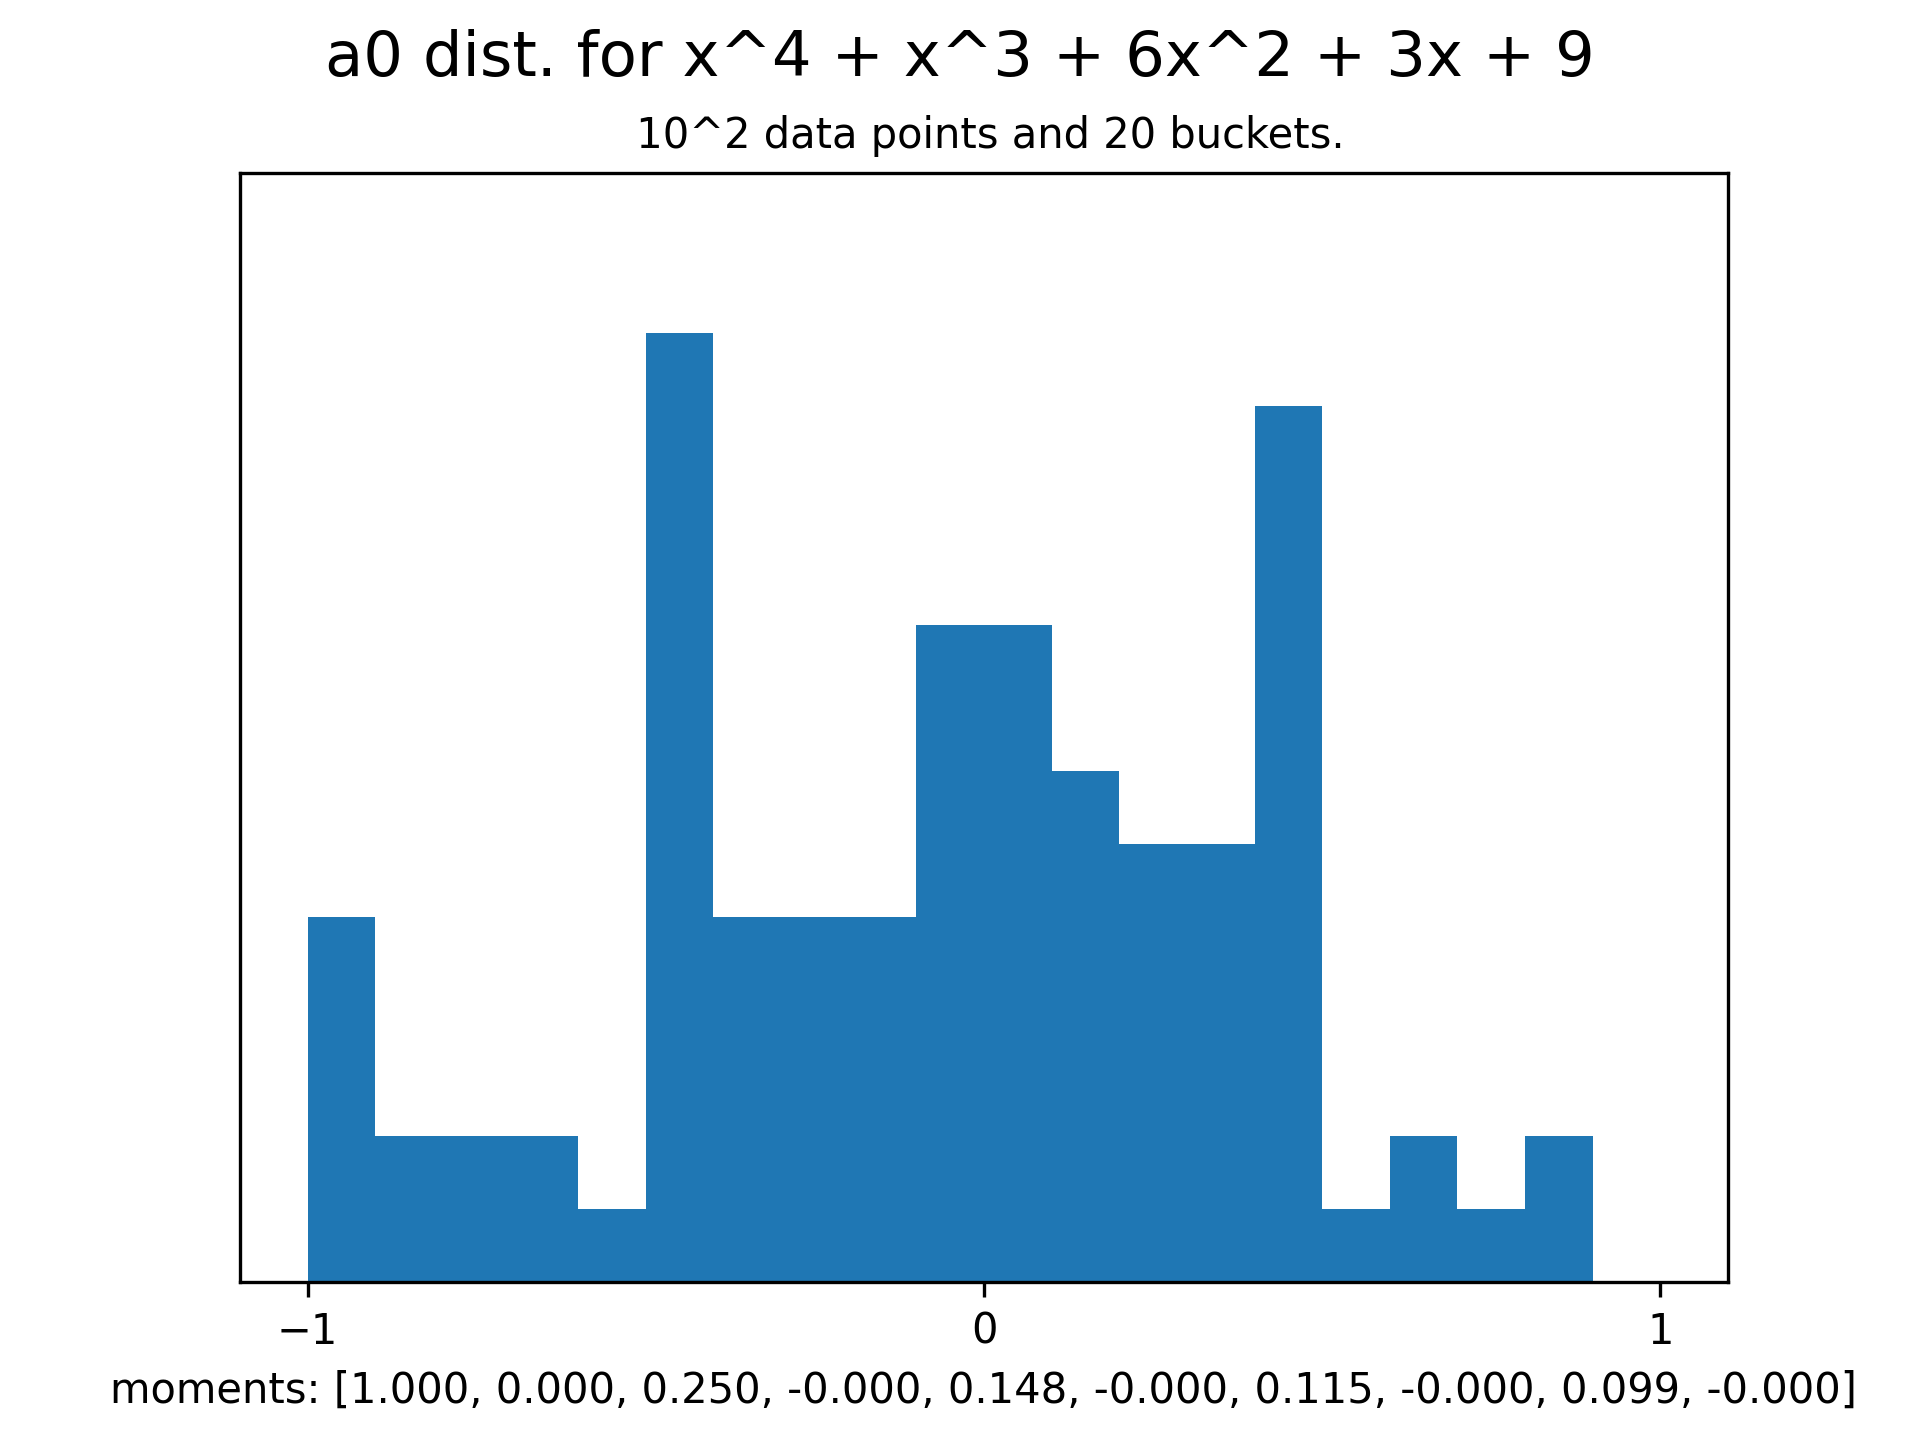 a0 dist. for x^4 + x^3 + 6x^2 + 3x + 9
10^2 data points and 20 buckets.
−1 0 1
moments: [1.000, 0.000, 0.250, -0.000, 0.148, -0.000, 0.115, -0.000, 0.099, -0.000]